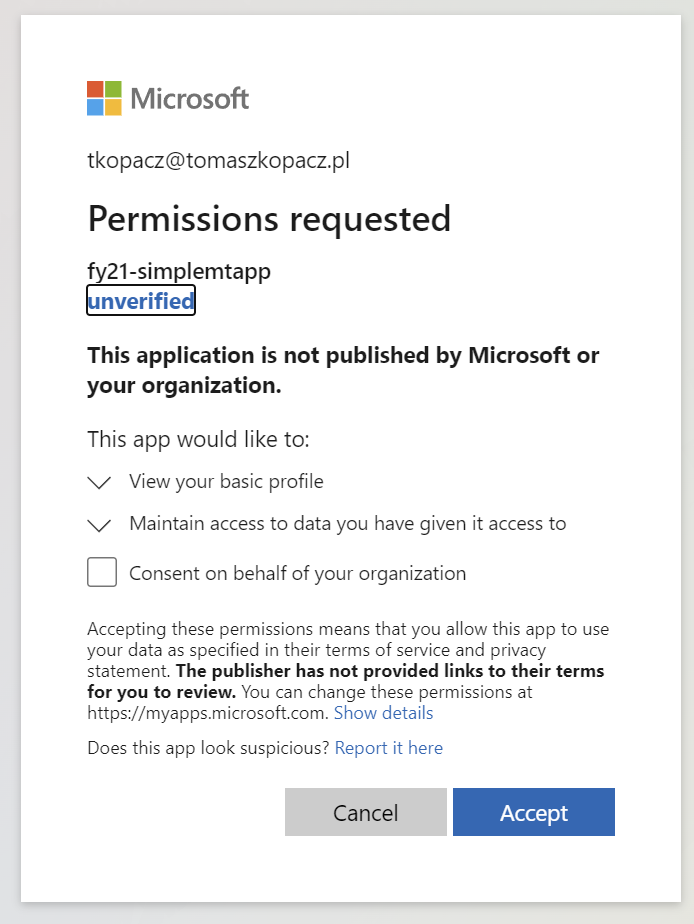 Microsoft
tkopacz@tomaszkopacz.pl
Permissions requested
fy21-simplemtapp
unverified
This application is not published by Microsoft or
your organization.
This app would like to:
View your basic profile
Maintain access to data you have given it access to
Consent on behalf of your organization
Accepting these permissions means that you allow this app to use
your data as specified in their terms of service and privacy
statement. The publisher has not provided links to their terms
for you to review. You can change these permissions at
https://myapps.microsoft.com. Show details
Does this app look suspicious? Report it here
Cancel Accept